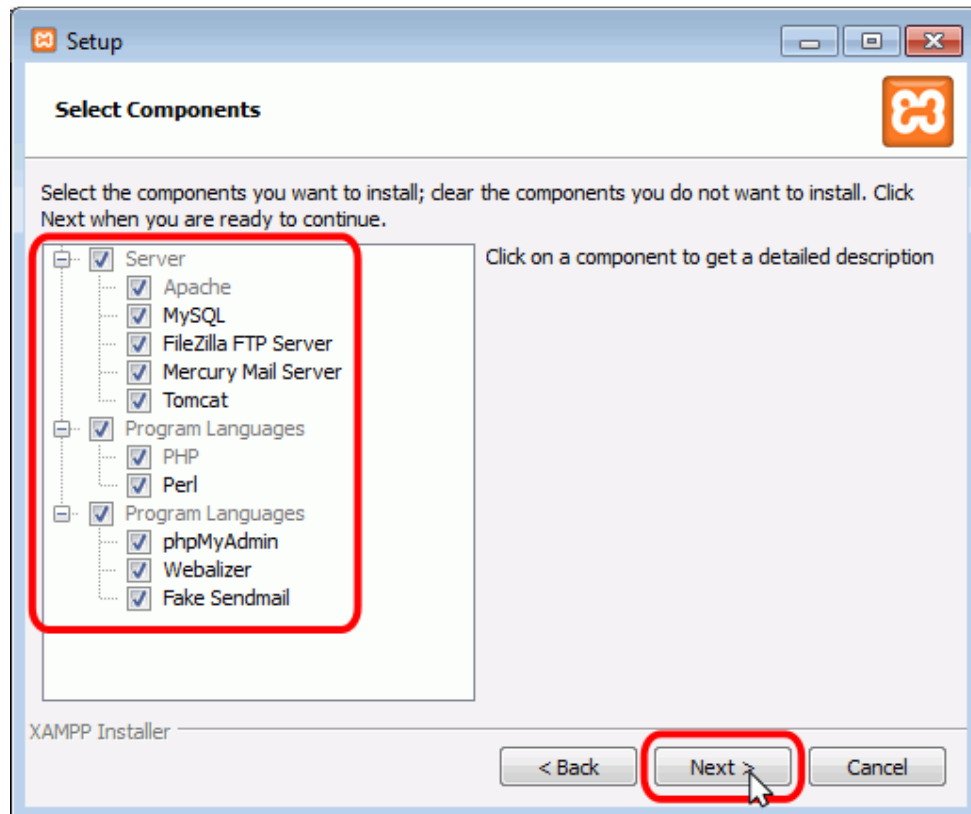 Setup
Select Components
Select the components you want to install; clear the components you do not want to install. Click
Next when you are ready to continue.
Server
Apache
MySQL
FileZilla FTP Server
Mercury Mail Server
Tomcat
Program Languages
PHP
Perl
Program Languages
phpMyAdmin
Webalizer
Fake Sendmail
Click on a component to get a detailed description
XAMPP Installer
< Back
Next >
Cancel